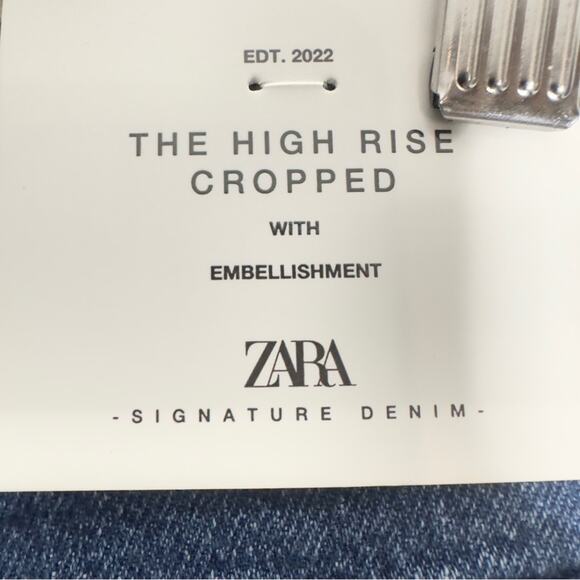 EDT. 2022
THE HIGH RISE
CROPPED
WITH
EMBELLISHMENT
ZARA
- SIGNATURE DENIM -